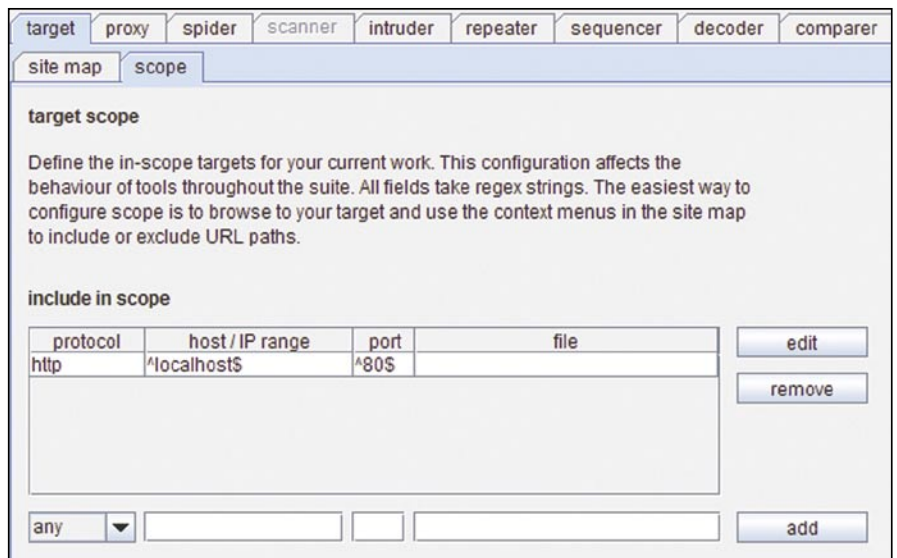 target proxy spider scanner intruder repeater sequencer decoder comparer
site map scope
target scope
Define the in-scope targets for your current work. This configuration affects the
behaviour of tools throughout the suite. All fields take regex strings. The easiest way to
configure scope is to browse to your target and use the context menus in the site map
to include or exclude URL paths.
include in scope
protocol host / IP range port file
http ^localhost$ ^80$
edit
remove
any add